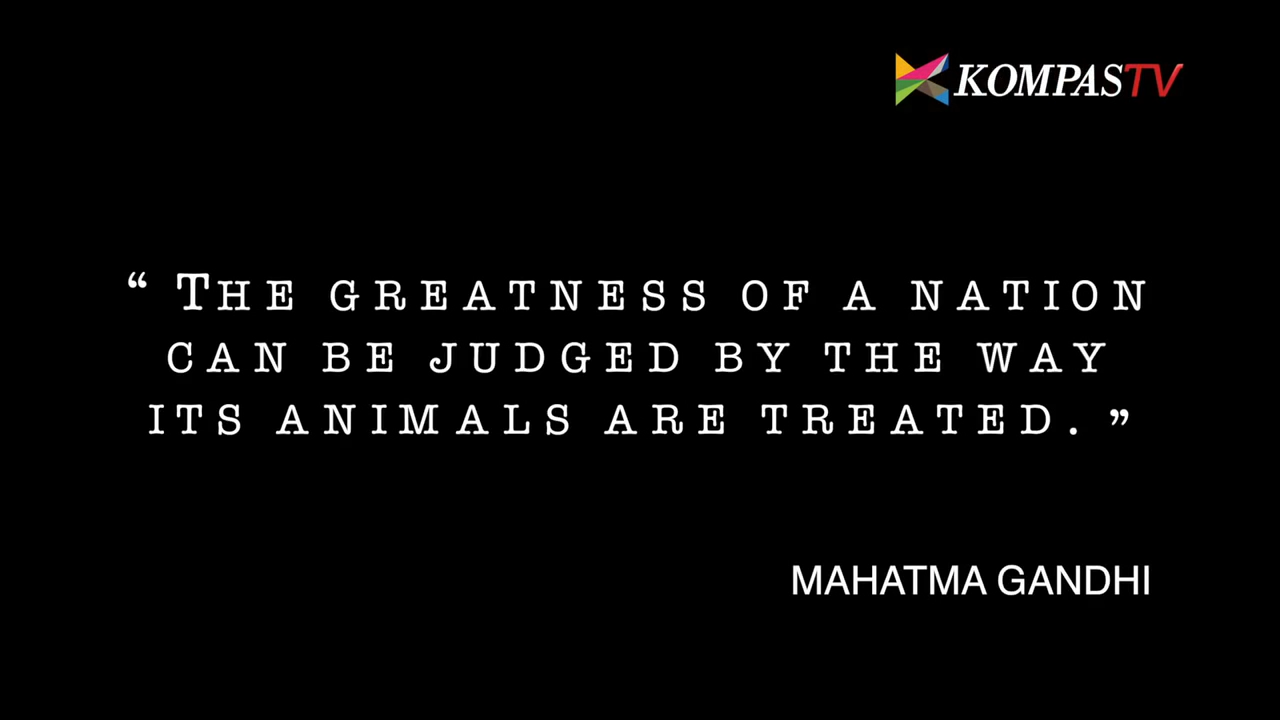 KOMPASTV
“ THE GREATNESS OF A NATION
CAN BE JUDGED BY THE WAY
ITS ANIMALS ARE TREATED. ”
MAHATMA GANDHI